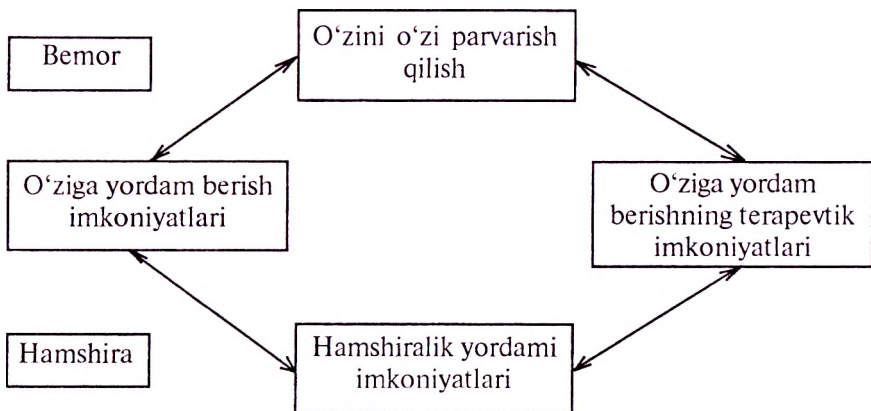 Bemor
O‘zini o‘zi parvarish
qilish
O‘ziga yordam berish
imkoniyatlari
O‘ziga yordam
berishning terapevtik
imkoniyatlari
Hamshira
Hamshiralik yordami
imkoniyatlari